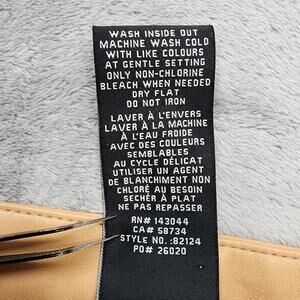 WASH INSIDE OUT
MACHINE WASH COLD
WITH LIKE COLOURS
AT GENTLE SETTING
ONLY NON-CHLORINE
BLEACH WHEN NEEDED
DRY FLAT
DO NOT IRON
LAVER À L'ENVERS
LAVER À LA MACHINE
À L'EAU FROIDE
AVEC DES COULEURS
SEMBLABLES
AU CYCLE DÉLICAT
UTILISER UN AGENT
DE BLANCHIMENT NON
CHLORÉ AU BESOIN
SECHÉR À PLAT
NE PAS REPASSER
RN# 143044
CA# 58734
STYLE NO.:82124
PO# 26020